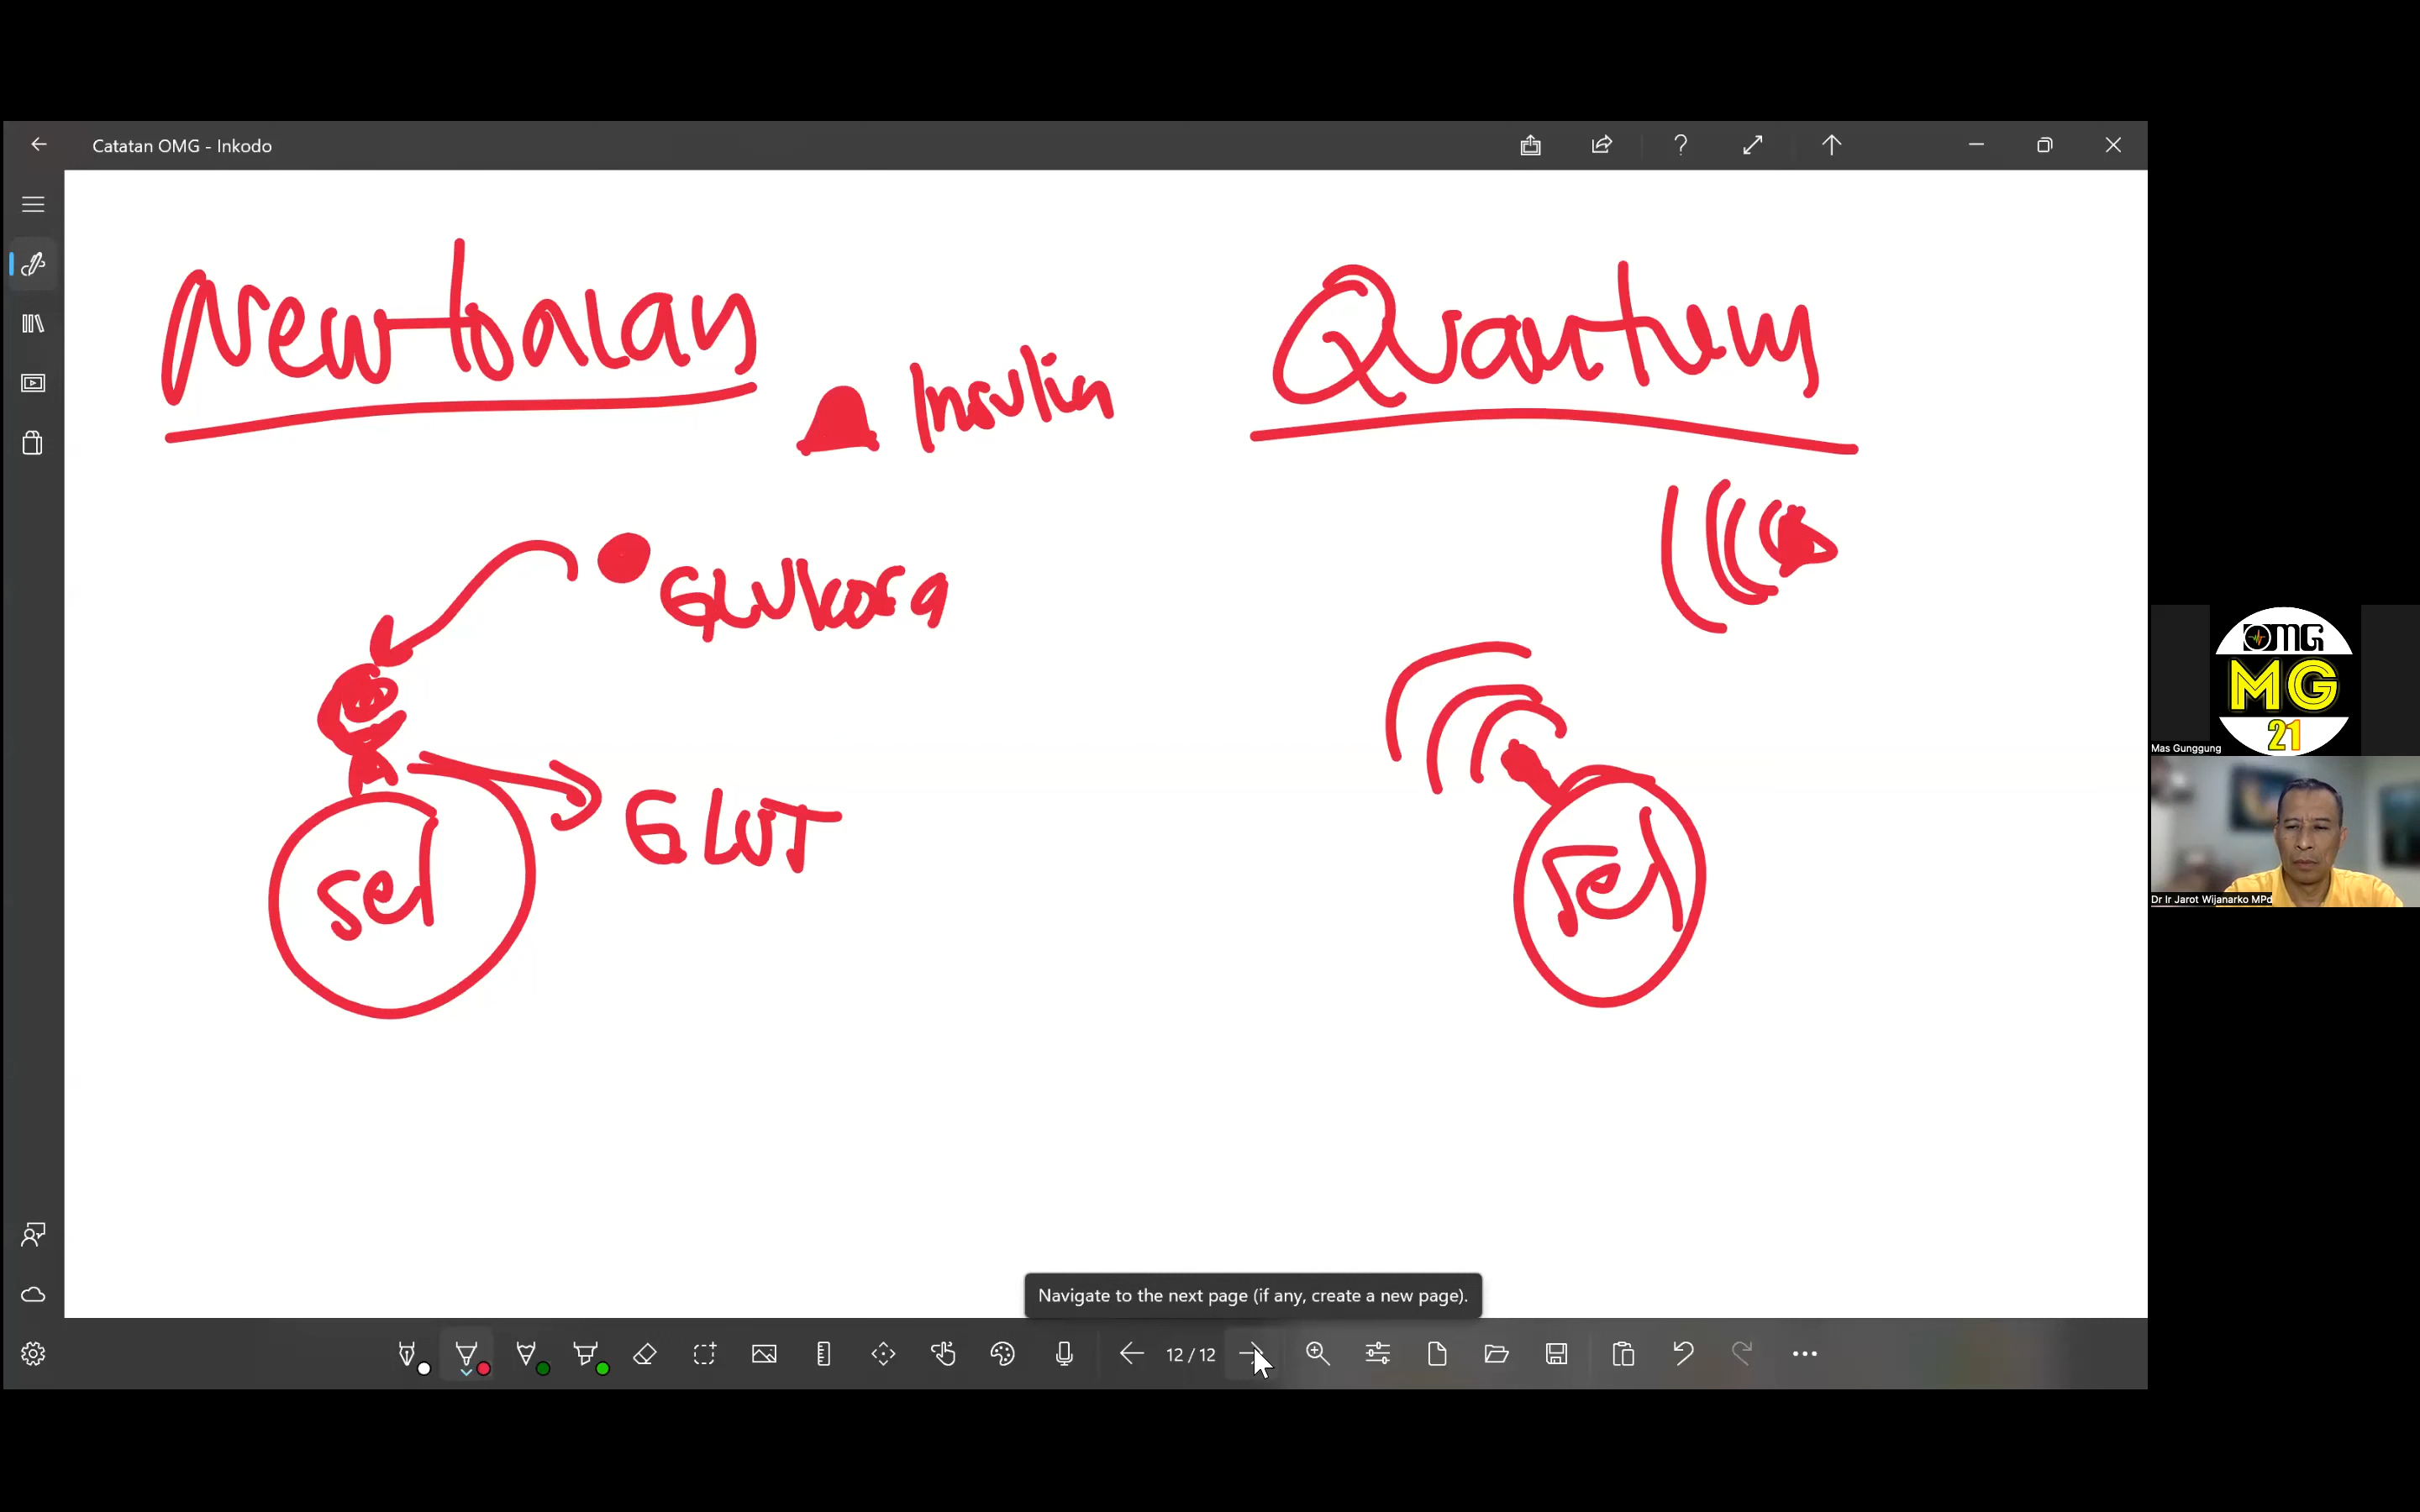 Catatan OMG - Inkodo
Newtonian
Quantum
Insulin
Glukosa
GLUT
sel
sel
OMG
MG
21
Mas Gunggung
Dr Ir Jarot Wijanarko MPd
Navigate to the next page (if any, create a new page).
12 / 12